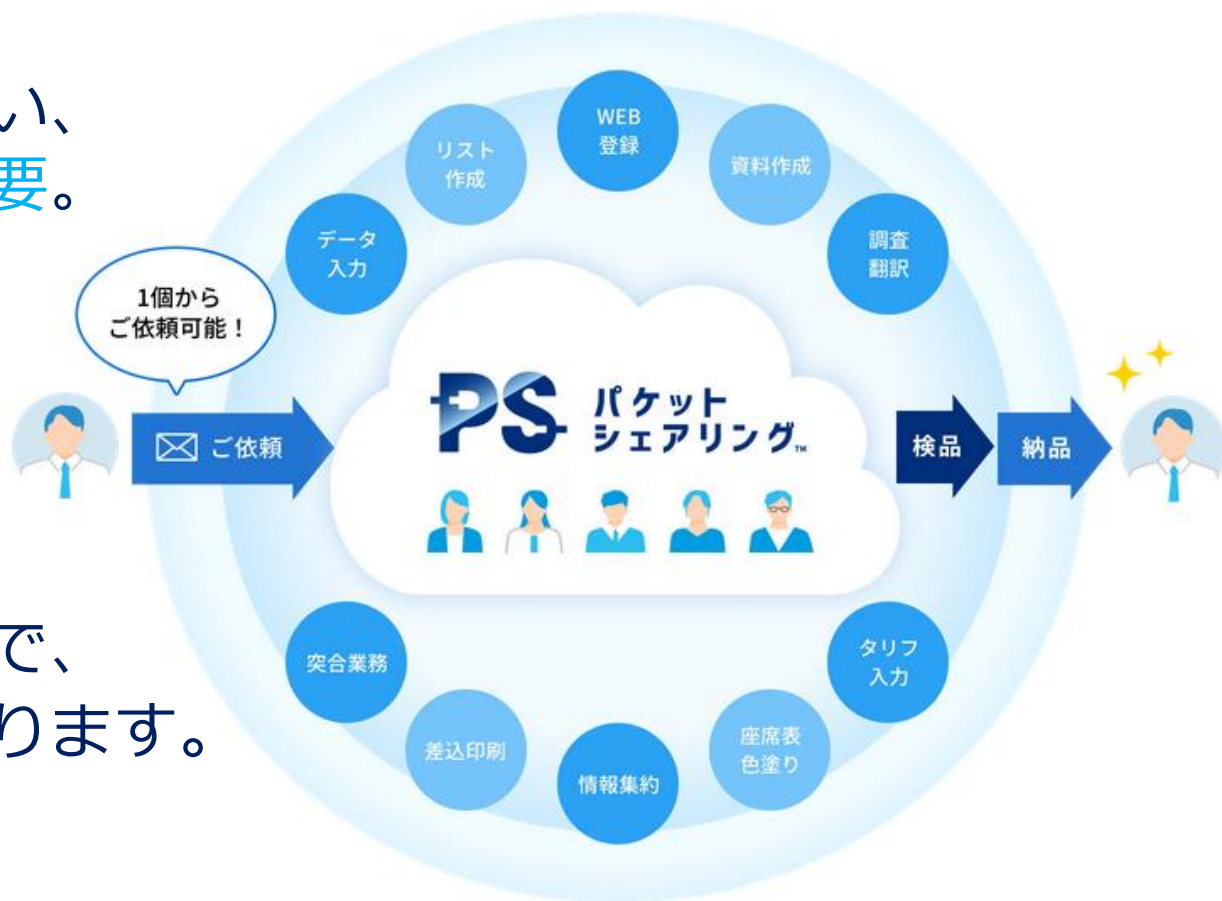 い、
要。
WEB
登録
リスト
作成
資料作成
データ
入力
調査
翻訳
1個から
ご依頼可能！
ご依頼
PS パケット
シェアリング™
検品
納品
で、
ります。
突合業務
タリフ
入力
差込印刷
座席表
色塗り
情報集約